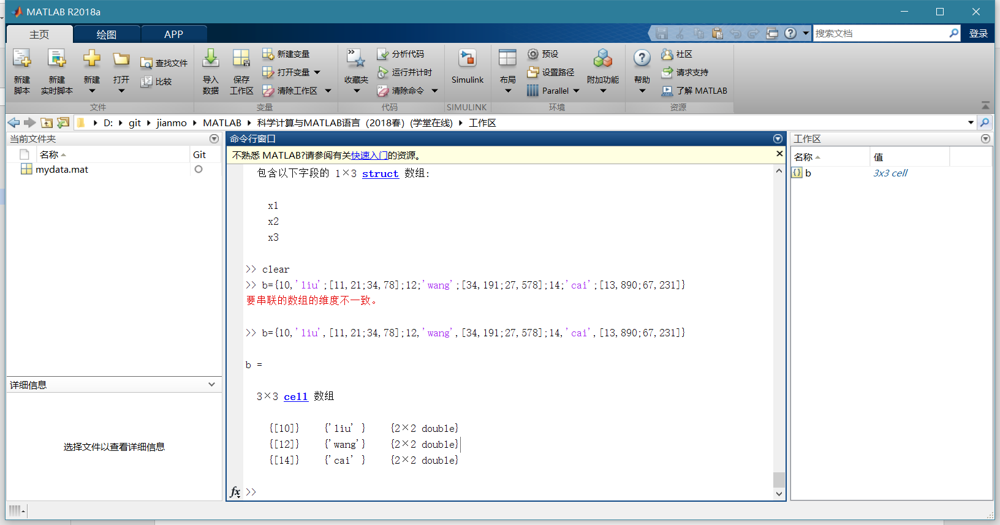 MATLAB R2018a
主页 绘图 APP
搜索文档 登录
新建脚本
新建实时脚本
新建
打开
查找文件
比较
文件
导入数据
保存工作区
新建变量
打开变量
清除工作区
变量
收藏夹
分析代码
运行并计时
清除命令
代码
Simulink
SIMULINK
布局
预设
设置路径
Parallel
附加功能
环境
帮助
社区
请求支持
了解 MATLAB
资源
D: git jianmo MATLAB 科学计算与MATLAB语言（2018春）(学堂在线) 工作区
当前文件夹
名称 Git
mydata.mat
详细信息
选择文件以查看详细信息
命令行窗口
不熟悉 MATLAB?请参阅有关快速入门的资源。
包含以下字段的 1×3 struct 数组:
x1
x2
x3
>> clear
>> b={10,'liu';[11,21;34,78];12;'wang';[34,191;27,578];14;'cai';[13,890;67,231]}
要串联的数组的维度不一致。
>> b={10,'liu',[11,21;34,78];12,'wang',[34,191;27,578];14,'cai',[13,890;67,231]}
b =
3×3 cell 数组
{[10]} {'liu' } {2×2 double}
{[12]} {'wang'} {2×2 double}
{[14]} {'cai' } {2×2 double}
fx >>
工作区
名称 值
b 3x3 cell